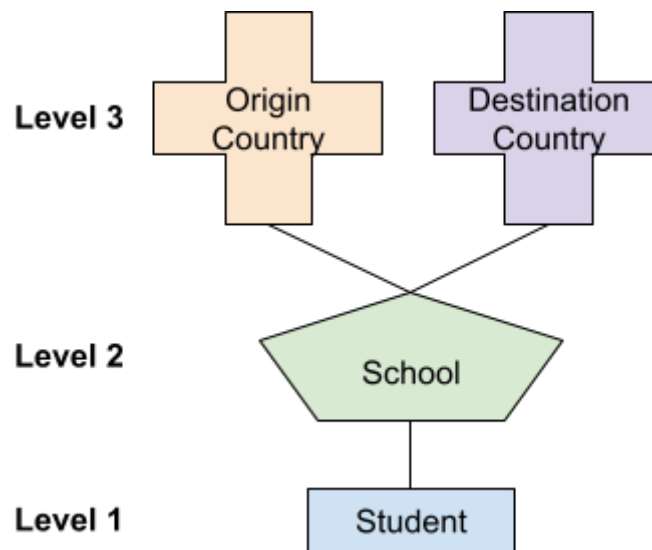 Level 3
Origin
Country
Destination
Country
Level 2
School
Level 1
Student